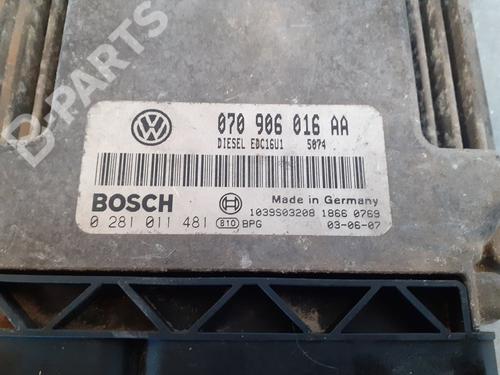 B-PARTS
070 906 016 AA
DIESEL EDC16U1 5074
BOSCH
Made in Germany
0 281 011 481
810 BPG
1039S03208 1866 0769
03-06-07